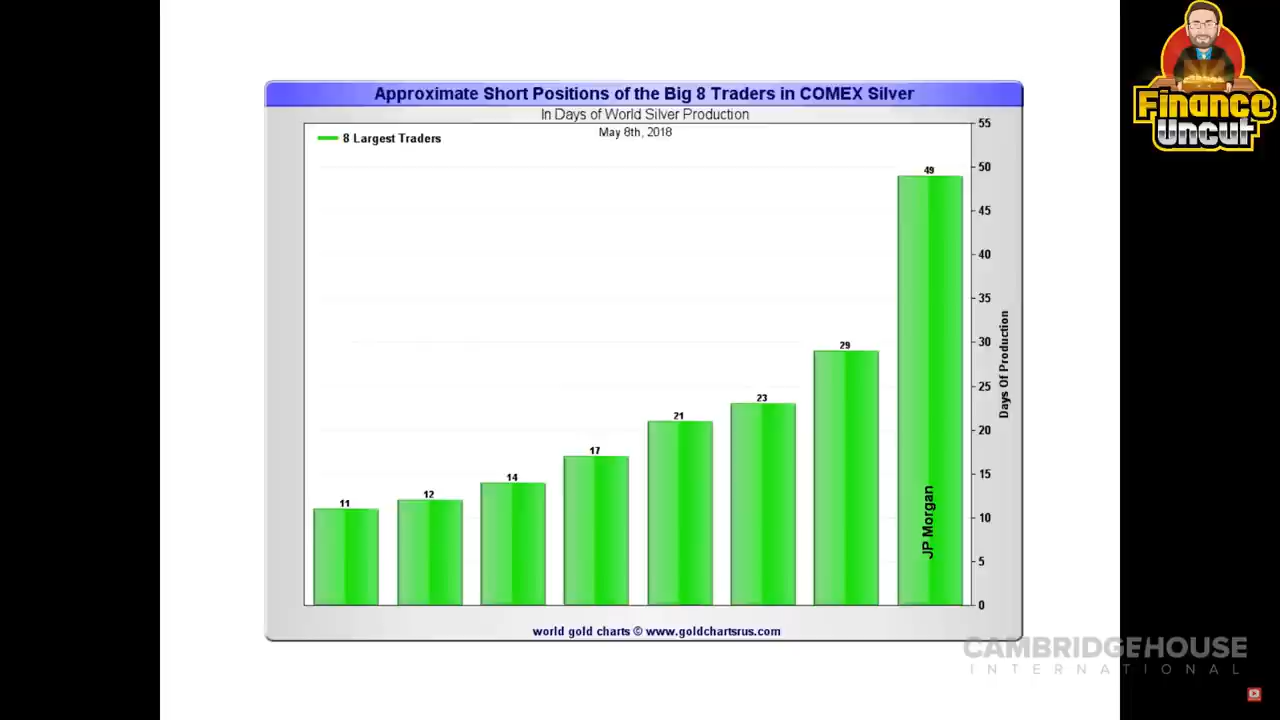 Approximate Short Positions of the Big 8 Traders in COMEX Silver
In Days of World Silver Production
May 8th, 2018
8 Largest Traders
11
12
14
17
21
23
29
49
JP Morgan
55
50
45
40
35
30
25
20
15
10
5
0
Days Of Production
world gold charts © www.goldchartsrus.com
Finance
Uncut
CAMBRIDGEHOUSE
INTERNATIONAL